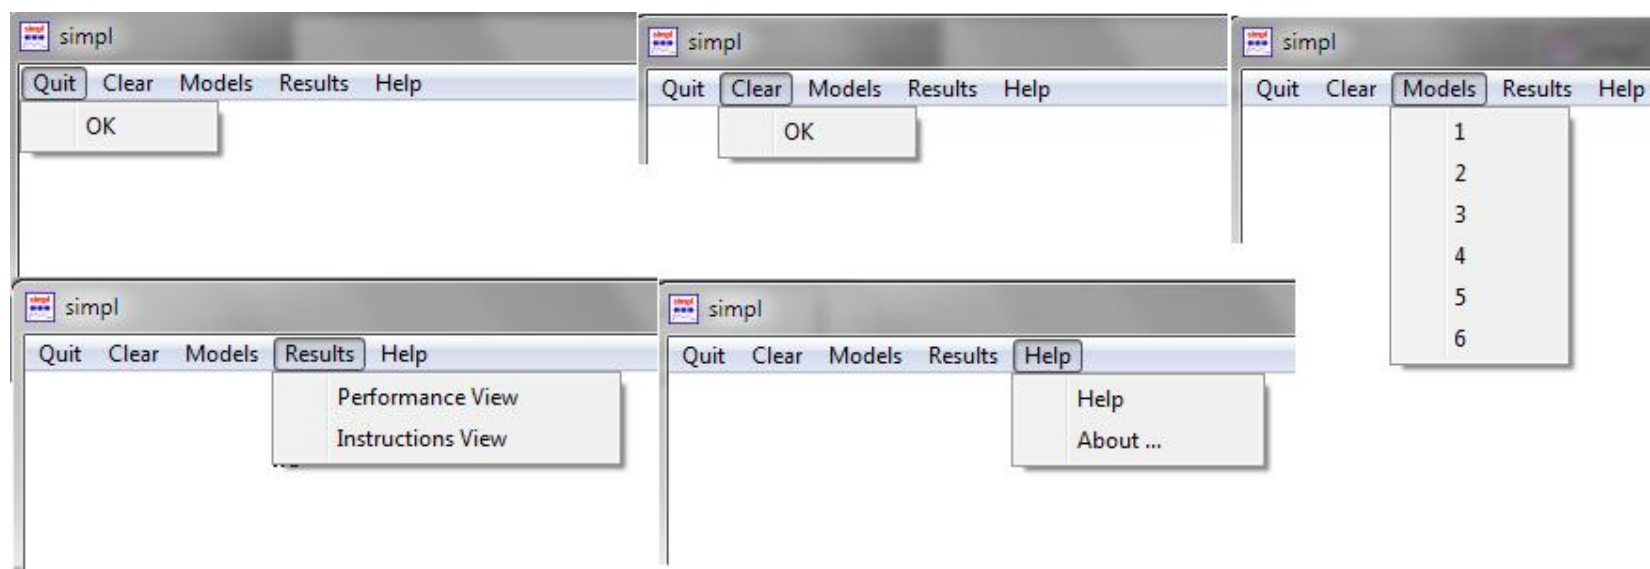 simpl
Quit Clear Models Results Help
OK
simpl
Quit Clear Models Results Help
OK
simpl
Quit Clear Models Results Help
1
2
3
4
5
6
simpl
Quit Clear Models Results Help
Performance View
Instructions View
simpl
Quit Clear Models Results Help
Help
About ...